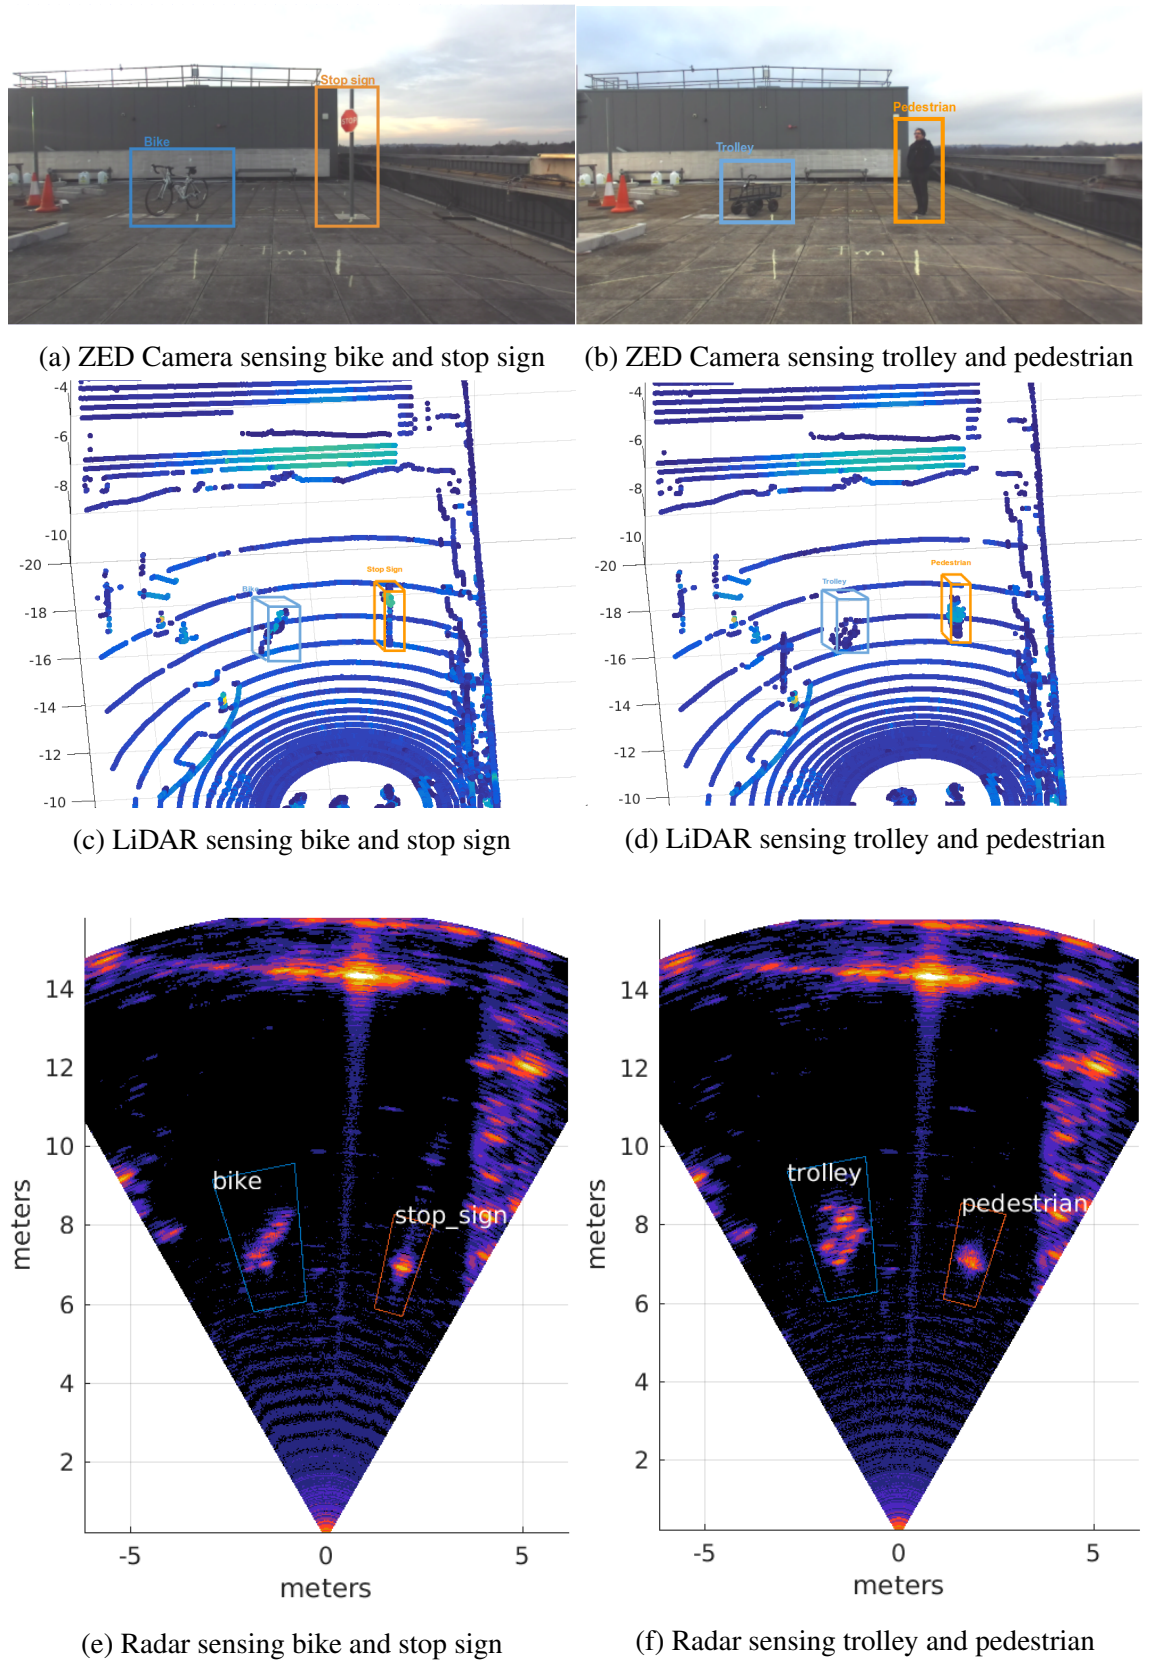 Stop sign
Bike
STOP
Pedestrian
Trolley
(a) ZED Camera sensing bike and stop sign
(b) ZED Camera sensing trolley and pedestrian
-4
-6
-8
-10
-20
-18
-16
-14
-12
-10
Bike
Stop Sign
-4
-6
-8
-10
-20
-18
-16
-14
-12
-10
Trolley
Pedestrian
(c) LiDAR sensing bike and stop sign
(d) LiDAR sensing trolley and pedestrian
14
12
10
8
6
4
2
meters
bike
stop_sign
-5 0 5
meters
14
12
10
8
6
4
2
meters
trolley
pedestrian
-5 0 5
meters
(e) Radar sensing bike and stop sign
(f) Radar sensing trolley and pedestrian